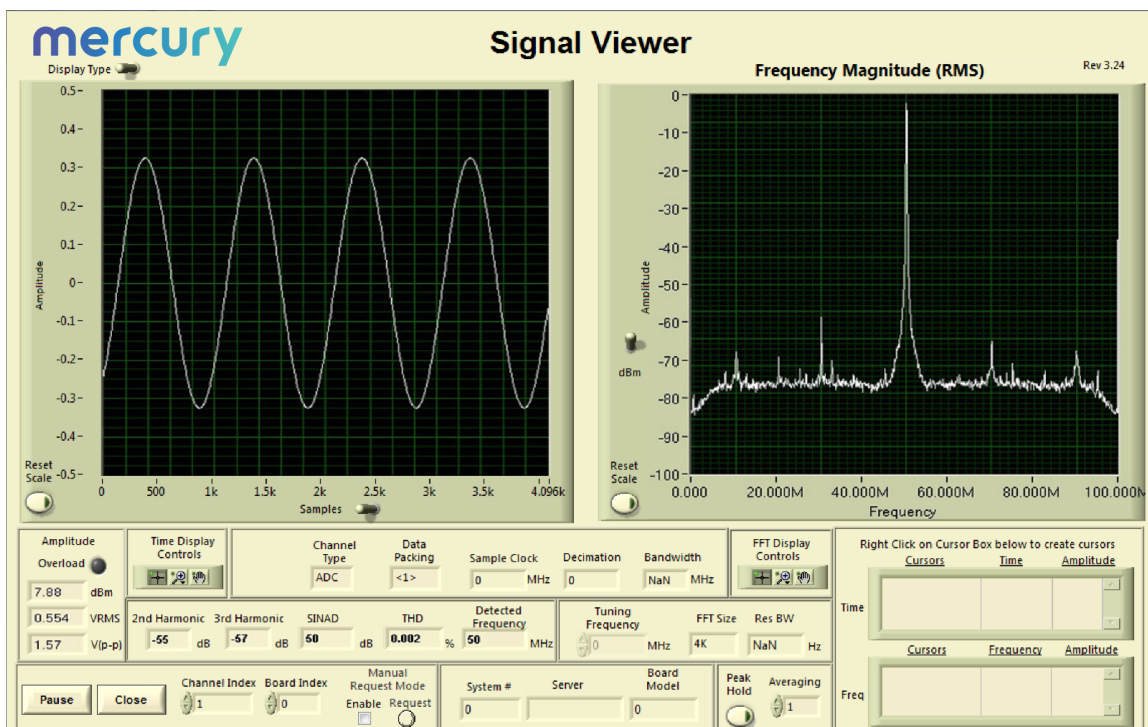 mercury
Signal Viewer
Display Type
Frequency Magnitude (RMS)
Rev 3.24
0.5
0.4
0.3
0.2
0.1
0
-0.1
-0.2
-0.3
-0.4
-0.5
Amplitude
0 500 1k 1.5k 2k 2.5k 3k 3.5k 4.096k
Samples
Reset
Scale
0
-10
-20
-30
-40
-50
-60
-70
-80
-90
-100
Amplitude
dBm
Reset
Scale
0.000 20.000M 40.000M 60.000M 80.000M 100.000M
Frequency
Amplitude
Overload
7.88 dBm
0.554 VRMS
1.57 V(p-p)
Time Display
Controls
Channel
Type
ADC
Data
Packing
<1>
Sample Clock
0 MHz
Decimation
0
Bandwidth
NaN MHz
FFT Display
Controls
2nd Harmonic
-55 dB
3rd Harmonic
-57 dB
SINAD
50 dB
THD
0.002 %
Detected
Frequency
50 MHz
Tuning
Frequency
0 MHz
FFT Size
4K
Res BW
NaN Hz
Right Click on Cursor Box below to create cursors
Cursors Time Amplitude
Time
Cursors Frequency Amplitude
Freq
Pause
Close
Channel Index
1
Board Index
0
Manual
Request Mode
Enable Request
System #
0
Server
Board
Model
0
Peak
Hold
Averaging
1